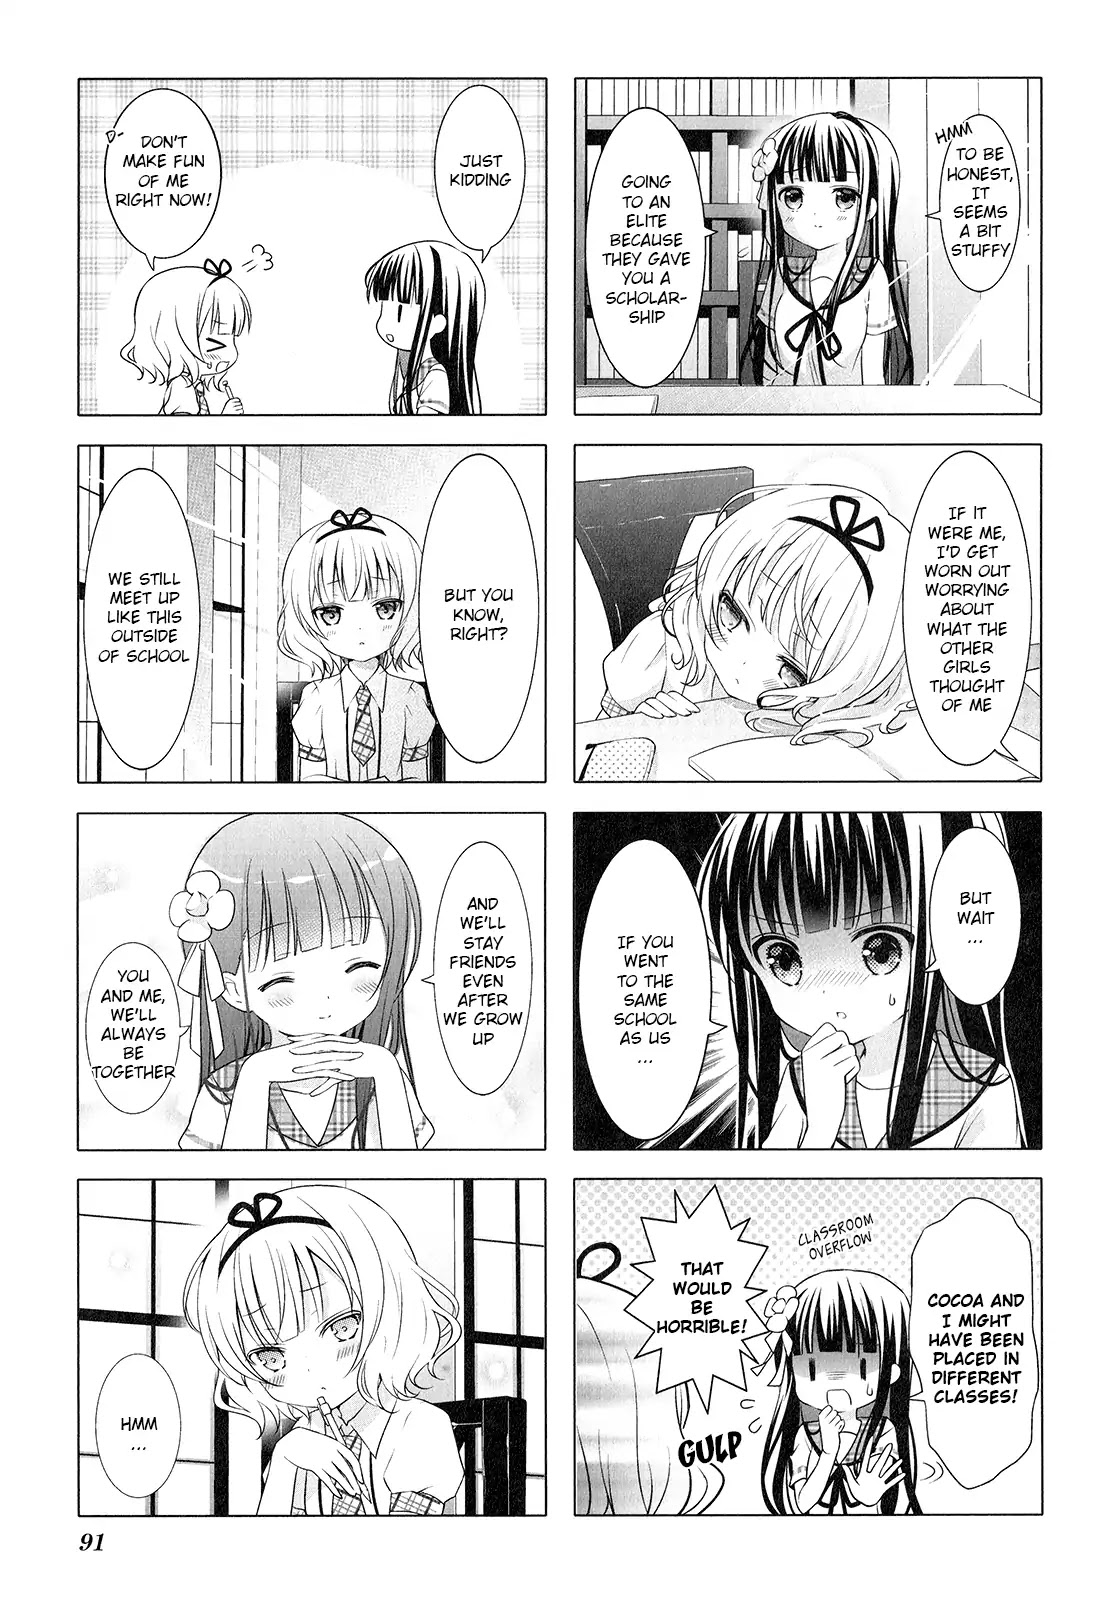 HMM
TO BE
HONEST,
IT
SEEMS
A BIT
STUFFY
GOING
TO AN
ELITE
BECAUSE
THEY GAVE
YOU A
SCHOLAR-
SHIP
IF IT
WERE ME,
I'D GET
WORN OUT
WORRYING
ABOUT
WHAT THE
OTHER
GIRLS
THOUGHT
OF ME
BUT
WAIT
...
IF YOU
WENT
TO THE
SAME
SCHOOL
AS US
...
COCOA AND
I MIGHT
HAVE BEEN
PLACED IN
DIFFERENT
CLASSES!
CLASSROOM
OVERFLOW
THAT
WOULD
BE
HORRIBLE!
GULP
JUST
KIDDING
DON'T
MAKE FUN
OF ME
RIGHT NOW!
BUT YOU
KNOW,
RIGHT?
WE STILL
MEET UP
LIKE THIS
OUTSIDE
OF SCHOOL
AND
WE'LL
STAY
FRIENDS
EVEN
AFTER
WE GROW
UP
YOU
AND ME,
WE'LL
ALWAYS
BE
TOGETHER
HMM
...
91